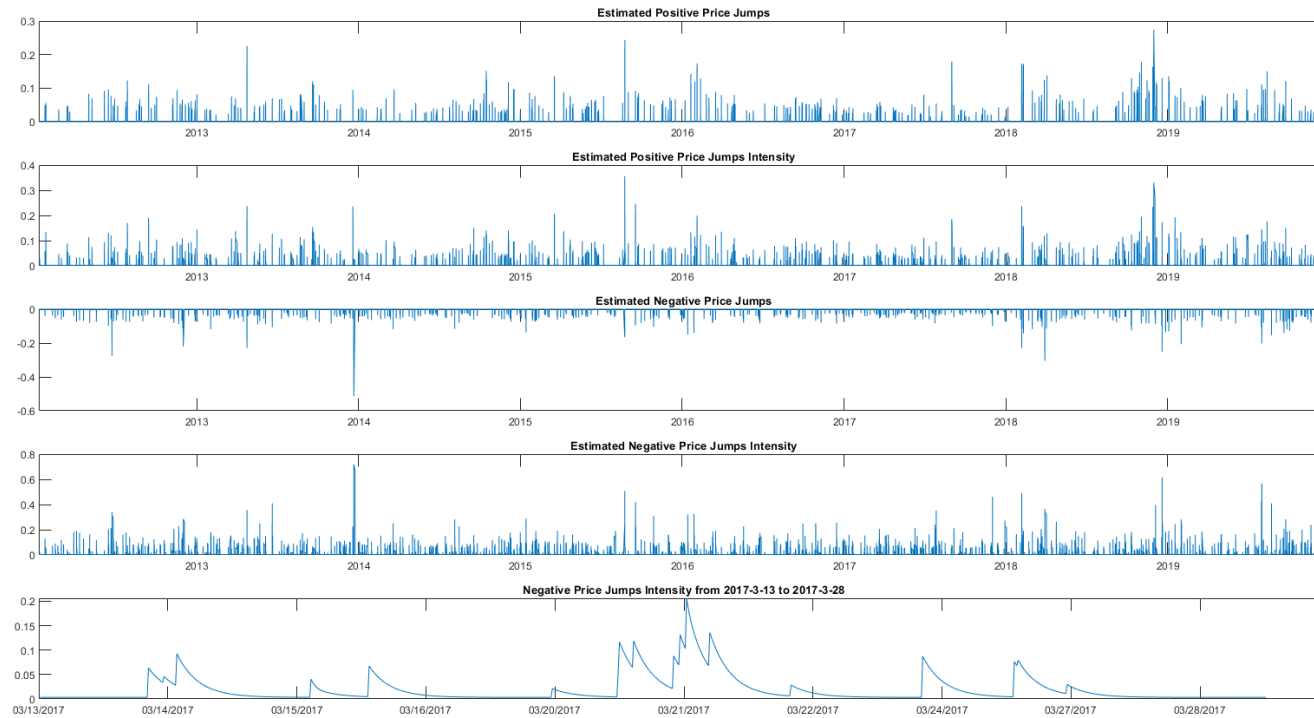 Estimated Positive Price Jumps
0.3
0.2
0.1
0
2013 2014 2015 2016 2017 2018 2019
Estimated Positive Price Jumps Intensity
0.4
0.3
0.2
0.1
0
2013 2014 2015 2016 2017 2018 2019
Estimated Negative Price Jumps
0
-0.2
-0.4
-0.6
2013 2014 2015 2016 2017 2018 2019
Estimated Negative Price Jumps Intensity
0.8
0.6
0.4
0.2
0
2013 2014 2015 2016 2017 2018 2019
Negative Price Jumps Intensity from 2017-3-13 to 2017-3-28
0.2
0.15
0.1
0.05
0
03/13/2017 03/14/2017 03/15/2017 03/16/2017 03/20/2017 03/21/2017 03/22/2017 03/24/2017 03/27/2017 03/28/2017